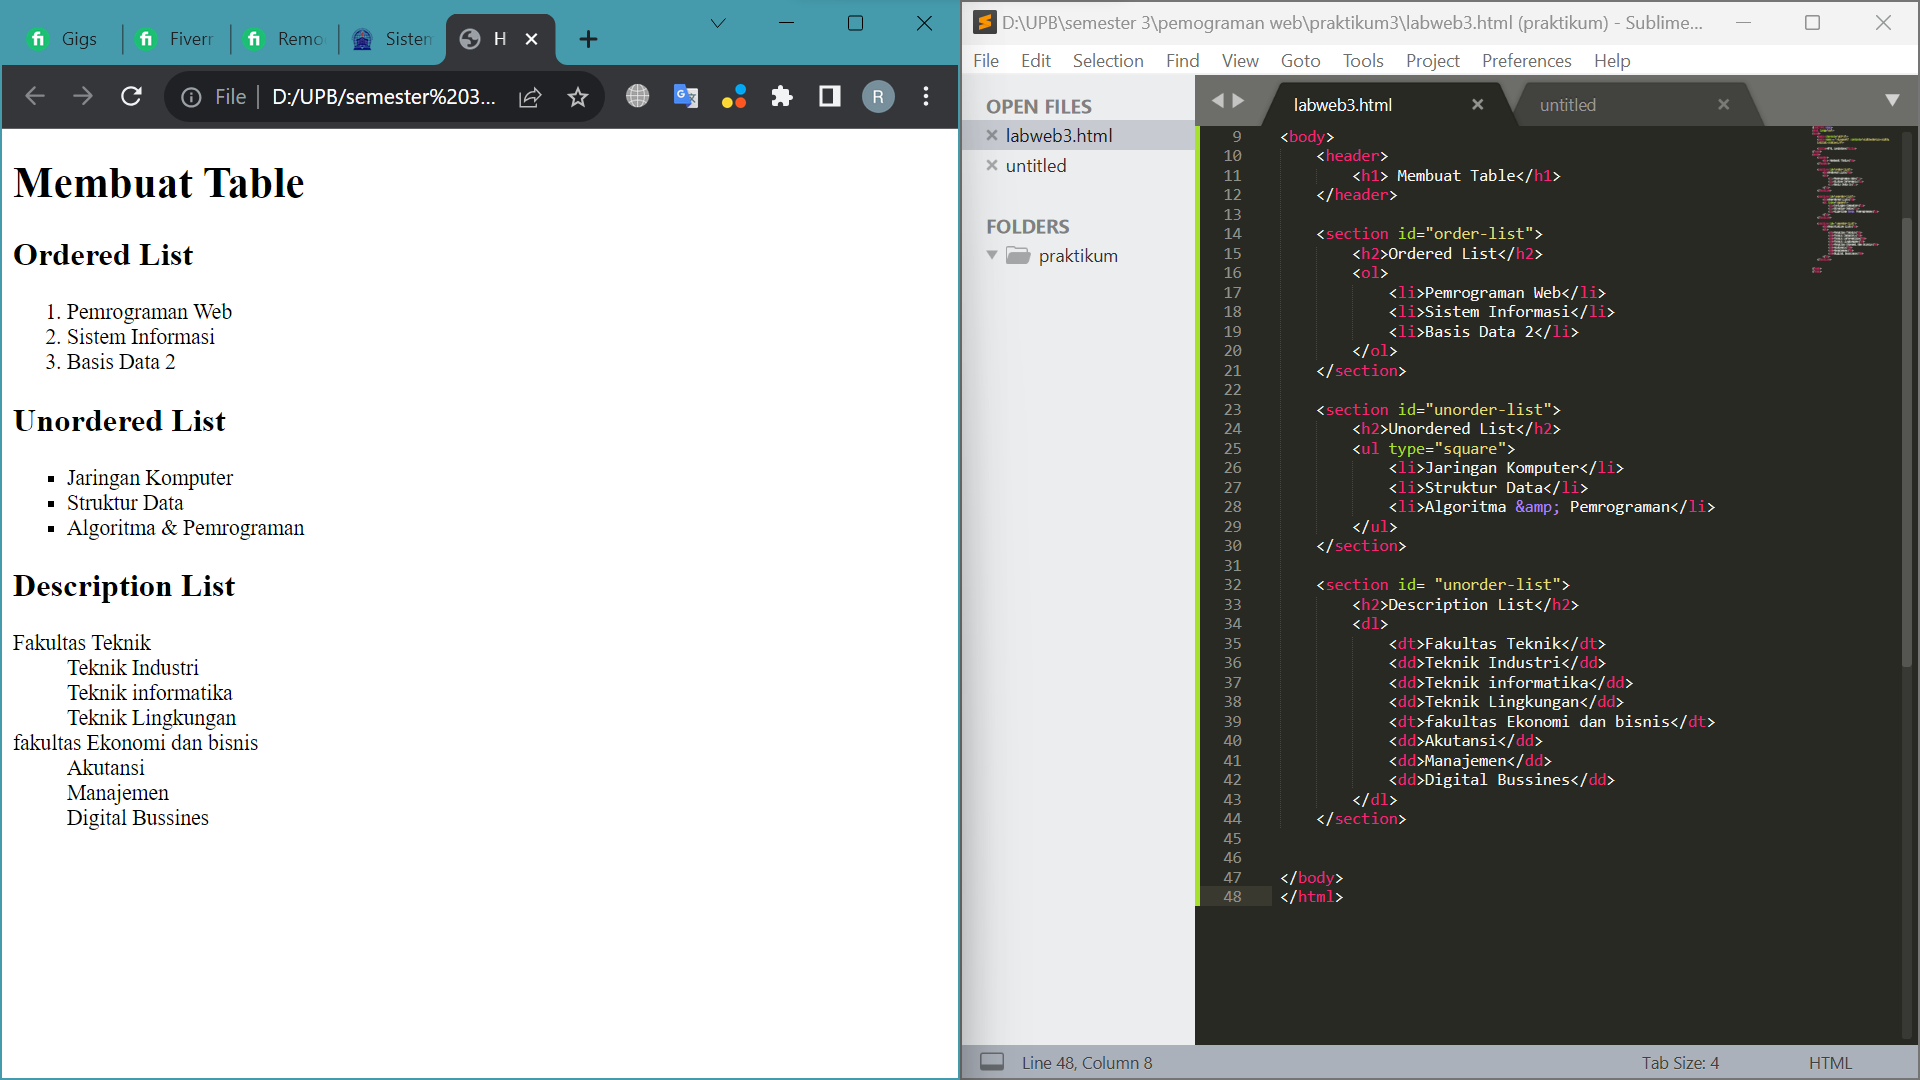 Gigs
Fiverr
Remo
Sistem
H
File
D:/UPB/semester%203...
R
Membuat Table
Ordered List
1. Pemrograman Web
2. Sistem Informasi
3. Basis Data 2
Unordered List
▪ Jaringan Komputer
▪ Struktur Data
▪ Algoritma & Pemrograman
Description List
Fakultas Teknik
Teknik Industri
Teknik informatika
Teknik Lingkungan
fakultas Ekonomi dan bisnis
Akutansi
Manajemen
Digital Bussines
D:\UPB\semester 3\pemograman web\praktikum3\labweb3.html (praktikum) - Sublime...
File Edit Selection Find View Goto Tools Project Preferences Help
OPEN FILES
labweb3.html
untitled
FOLDERS
praktikum
labweb3.html
untitled
9 <body>
10 <header>
11 <h1> Membuat Table</h1>
12 </header>
13
14 <section id="order-list">
15 <h2>Ordered List</h2>
16 <ol>
17 <li>Pemrograman Web</li>
18 <li>Sistem Informasi</li>
19 <li>Basis Data 2</li>
20 </ol>
21 </section>
22
23 <section id="unorder-list">
24 <h2>Unordered List</h2>
25 <ul type="square">
26 <li>Jaringan Komputer</li>
27 <li>Struktur Data</li>
28 <li>Algoritma &amp; Pemrograman</li>
29 </ul>
30 </section>
31
32 <section id= "unorder-list">
33 <h2>Description List</h2>
34 <dl>
35 <dt>Fakultas Teknik</dt>
36 <dd>Teknik Industri</dd>
37 <dd>Teknik informatika</dd>
38 <dd>Teknik Lingkungan</dd>
39 <dt>fakultas Ekonomi dan bisnis</dt>
40 <dd>Akutansi</dd>
41 <dd>Manajemen</dd>
42 <dd>Digital Bussines</dd>
43 </dl>
44 </section>
45
46
47 </body>
48 </html>
Line 48, Column 8
Tab Size: 4
HTML